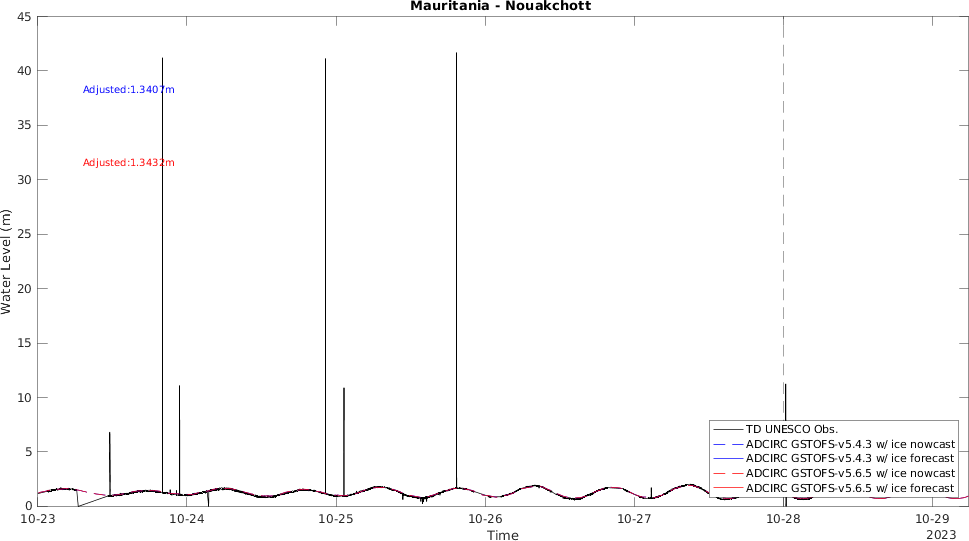 Mauritania - Nouakchott
45
40
35
30
25
20
15
10
5
0
Water Level (m)
Adjusted:1.3407m
Adjusted:1.3432m
TD UNESCO Obs.
ADCIRC GSTOFS-v5.4.3 w/ ice nowcast
ADCIRC GSTOFS-v5.4.3 w/ ice forecast
ADCIRC GSTOFS-v5.6.5 w/ ice nowcast
ADCIRC GSTOFS-v5.6.5 w/ ice forecast
10-23 10-24 10-25 10-26 10-27 10-28 10-29
Time
2023